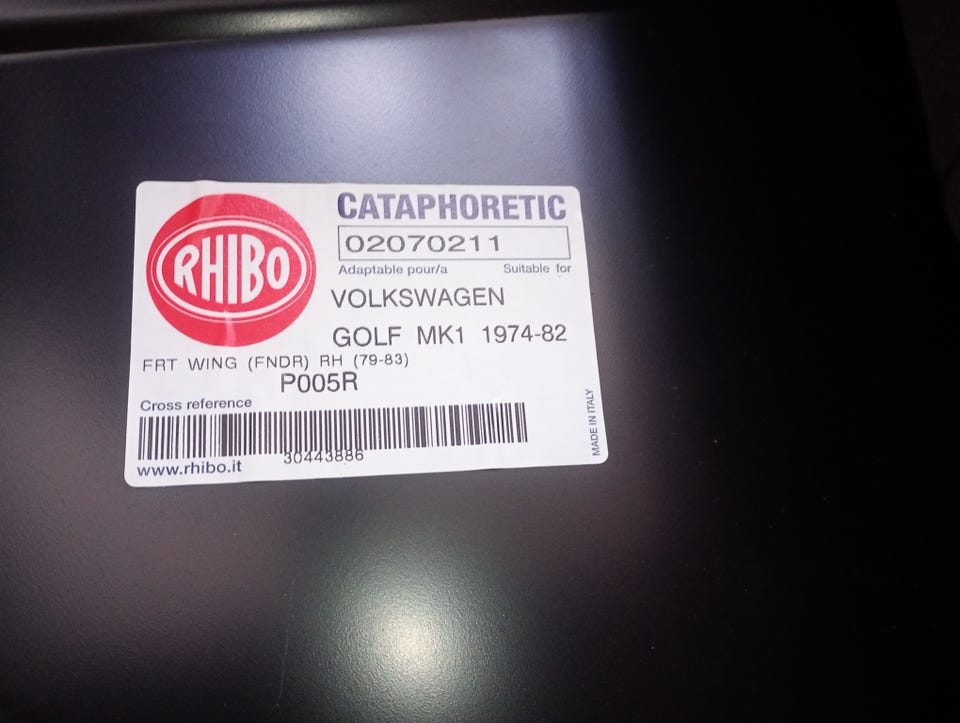 RHIBO
CATAPHORETIC
02070211
Adaptable pour/a Suitable for
VOLKSWAGEN
GOLF MK1 1974-82
FRT WING (FNDR) RH (79-83)
P005R
Cross reference
30443886
www.rhibo.it
MADE IN ITALY